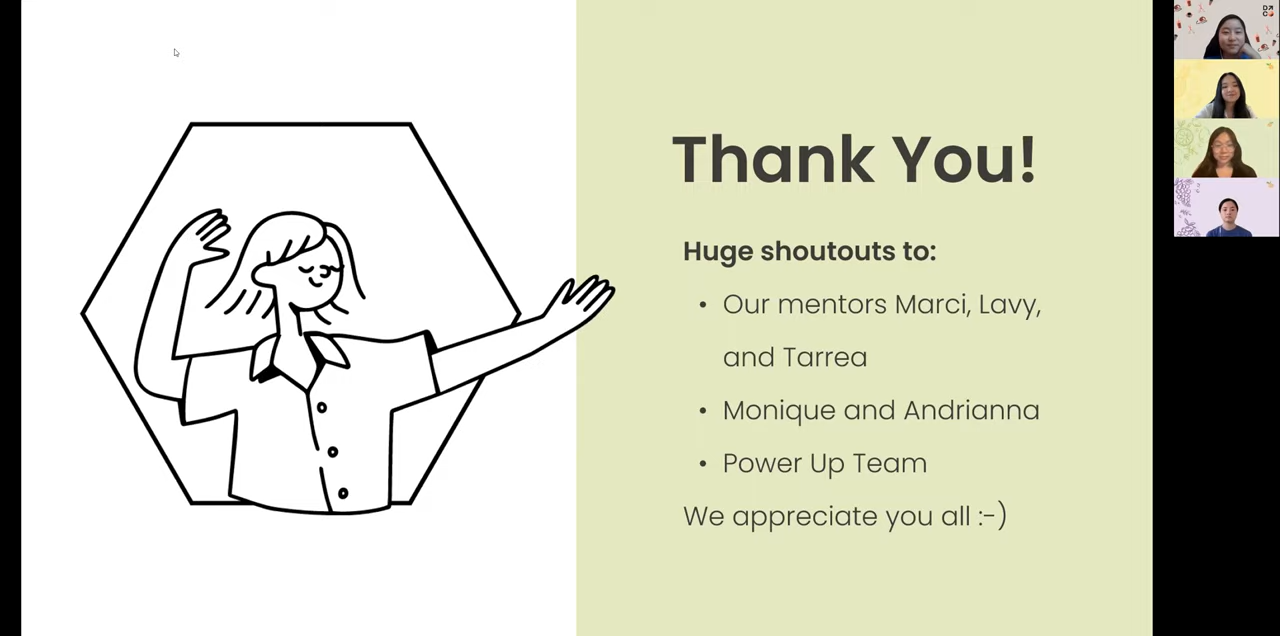 Thank You!
Huge shoutouts to:
• Our mentors Marci, Lavy,
and Tarrea
• Monique and Andrianna
• Power Up Team
We appreciate you all :-)